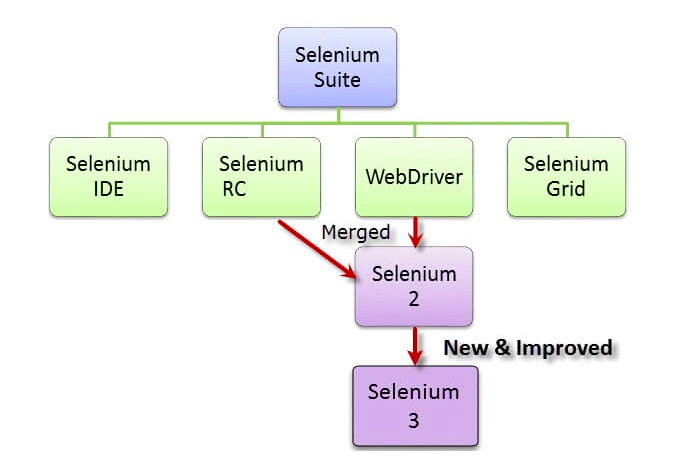 Selenium
Suite
Selenium
IDE
Selenium
RC
WebDriver
Selenium
Grid
Merged
Selenium
2
New & Improved
Selenium
3